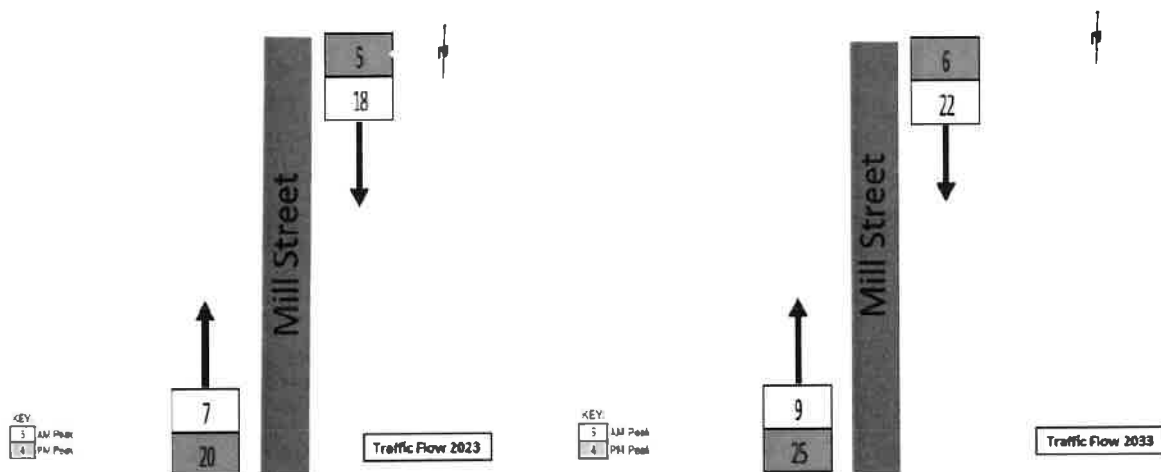 5
18
Mill Street
7
20
KEY:
5 AM Peak
4 PM Peak
Traffic Flow 2023
6
22
Mill Street
9
25
KEY:
5 AM Peak
4 PM Peak
Traffic Flow 2033